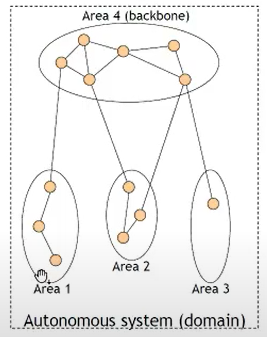 Area 4 (backbone)
Area 1
Area 2
Area 3
Autonomous system (domain)